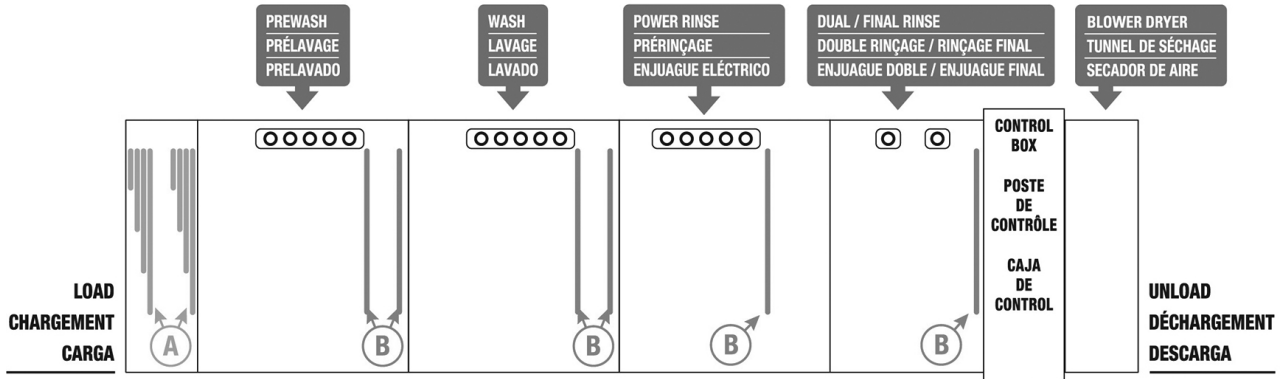 PREWASH
PRÉLAVAGE
PRELAVADO
WASH
LAVAGE
LAVADO
POWER RINSE
PRÉRINÇAGE
ENJUAGUE ELÉCTRICO
DUAL / FINAL RINSE
DOUBLE RINÇAGE / RINÇAGE FINAL
ENJUAGUE DOBLE / ENJUAGUE FINAL
BLOWER DRYER
TUNNEL DE SÉCHAGE
SECADOR DE AIRE
CONTROL
BOX
POSTE
DE
CONTRÔLE
CAJA
DE
CONTROL
LOAD
CHARGEMENT
CARGA
A
B
B
B
B
UNLOAD
DÉCHARGEMENT
DESCARGA